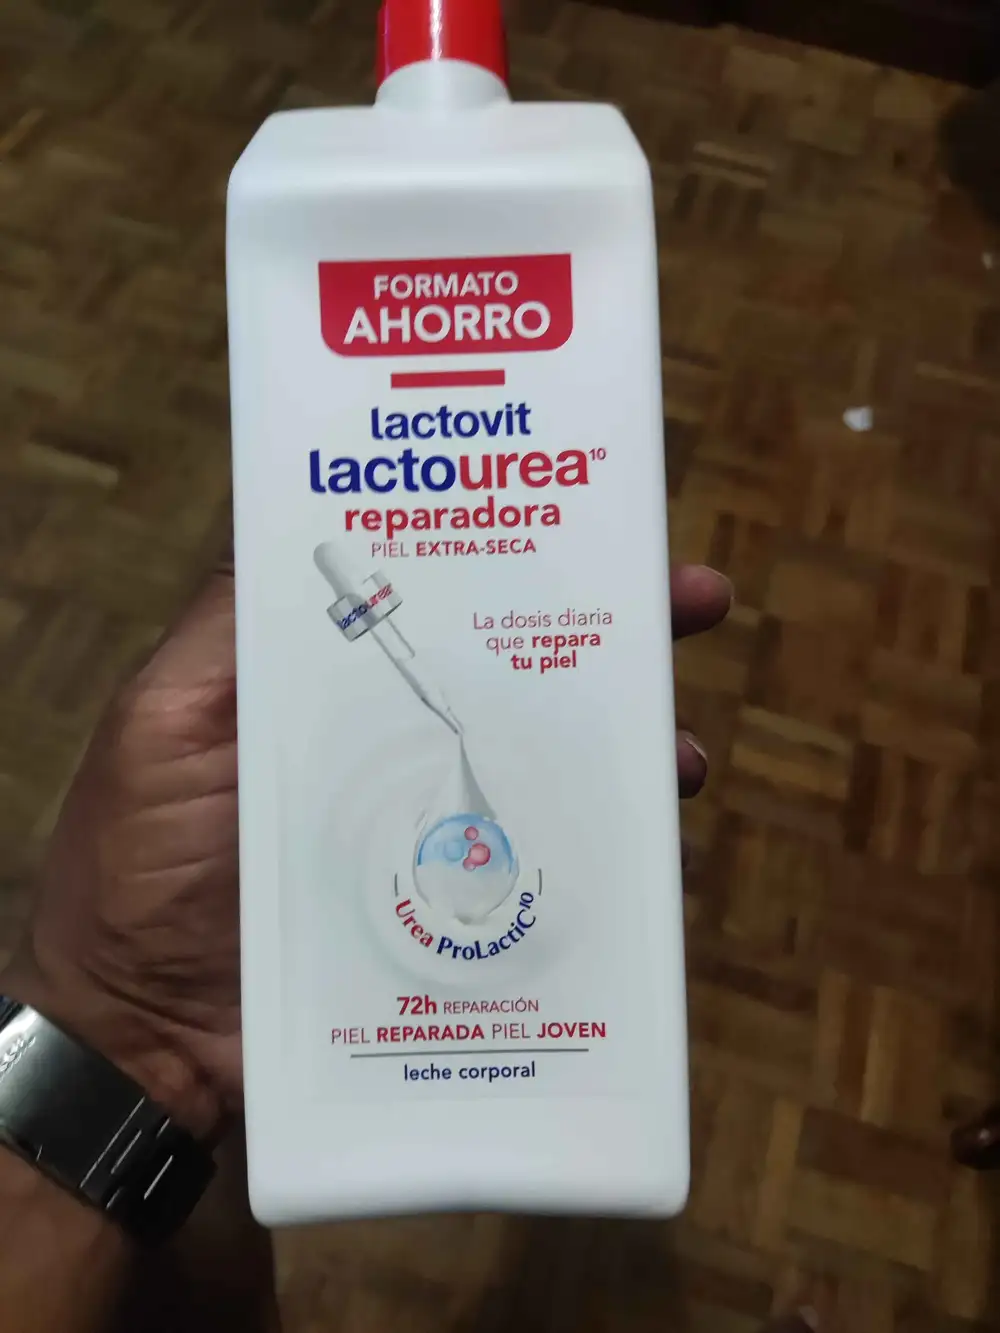 FORMATO
AHORRO
lactovit
lactourea¹⁰
reparadora
PIEL EXTRA-SECA
lactourea
La dosis diaria
que repara
tu piel
Urea ProLactiC¹⁰
72h REPARACIÓN
PIEL REPARADA PIEL JOVEN
leche corporal